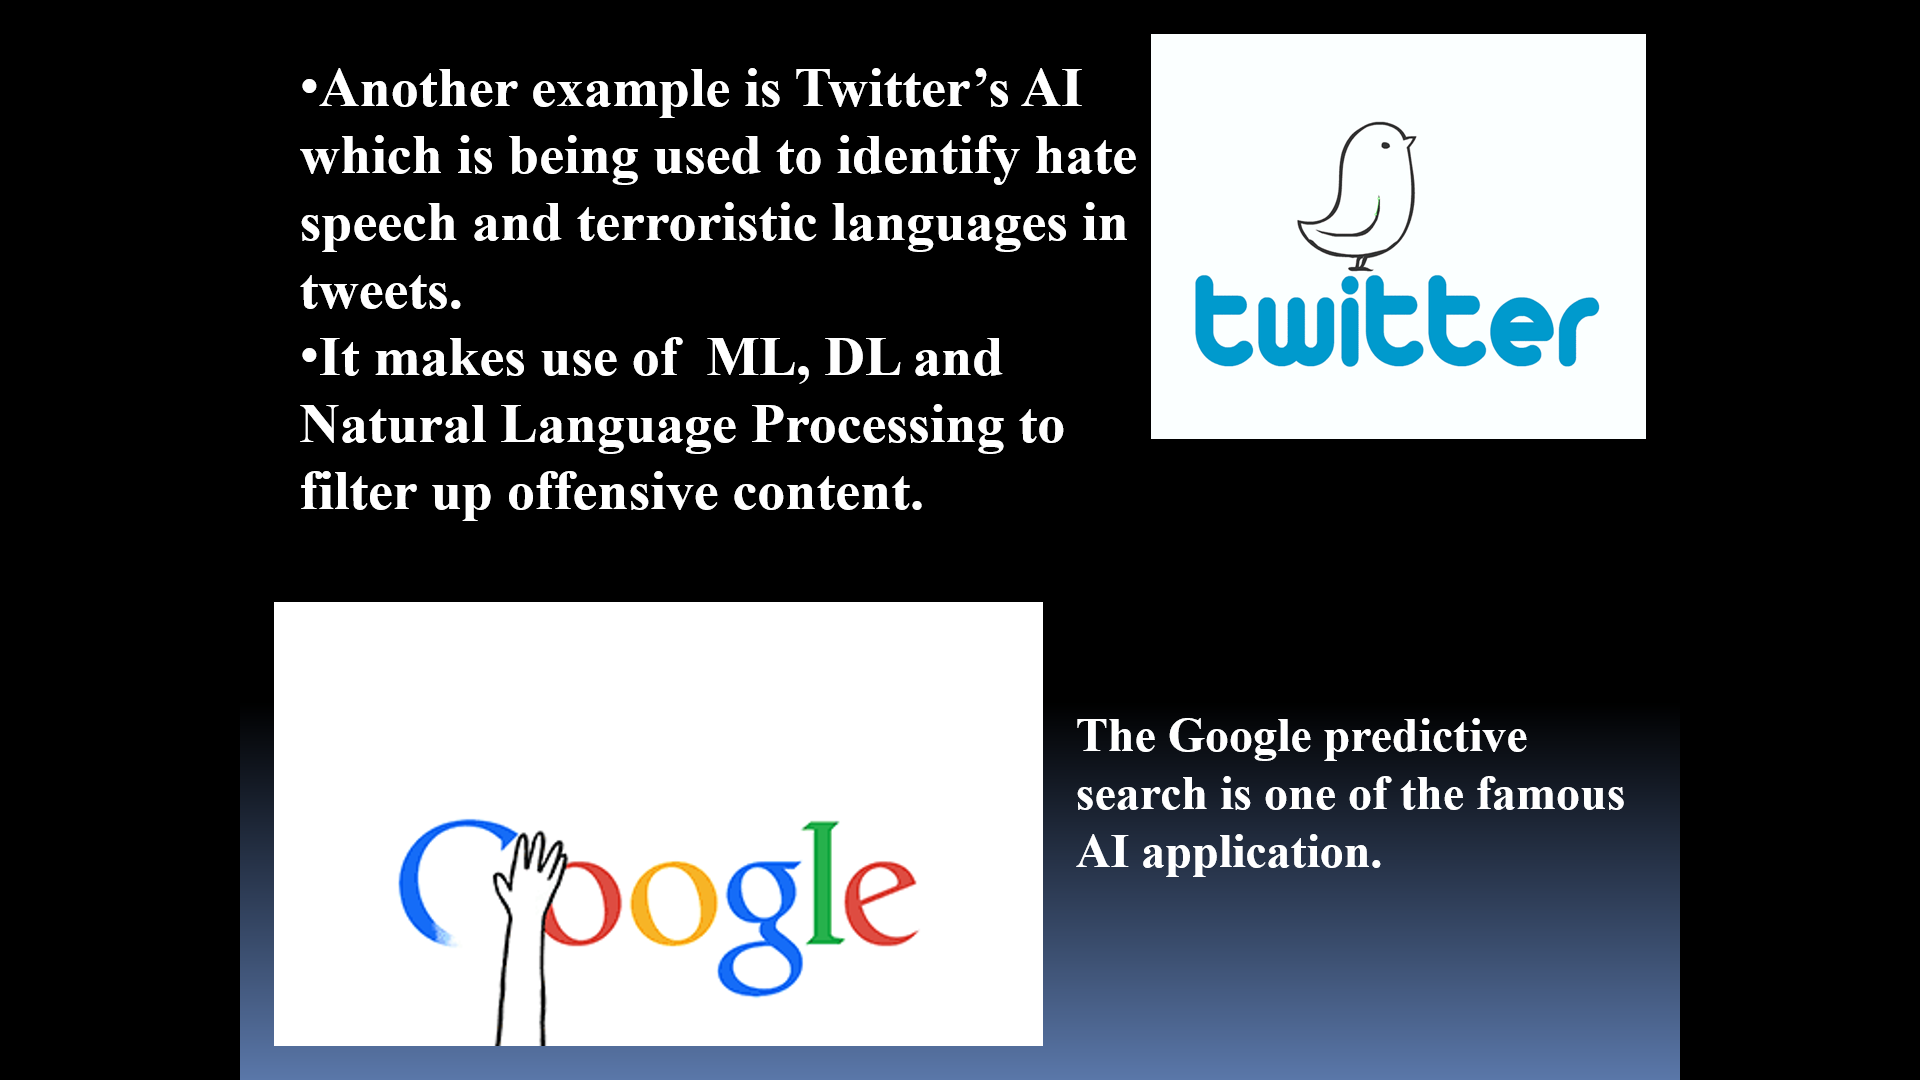 •Another example is Twitter’s AI
which is being used to identify hate
speech and terroristic languages in
tweets.
•It makes use of  ML, DL and
Natural Language Processing to
filter up offensive content.
twitter
Google
The Google predictive
search is one of the famous
AI application.